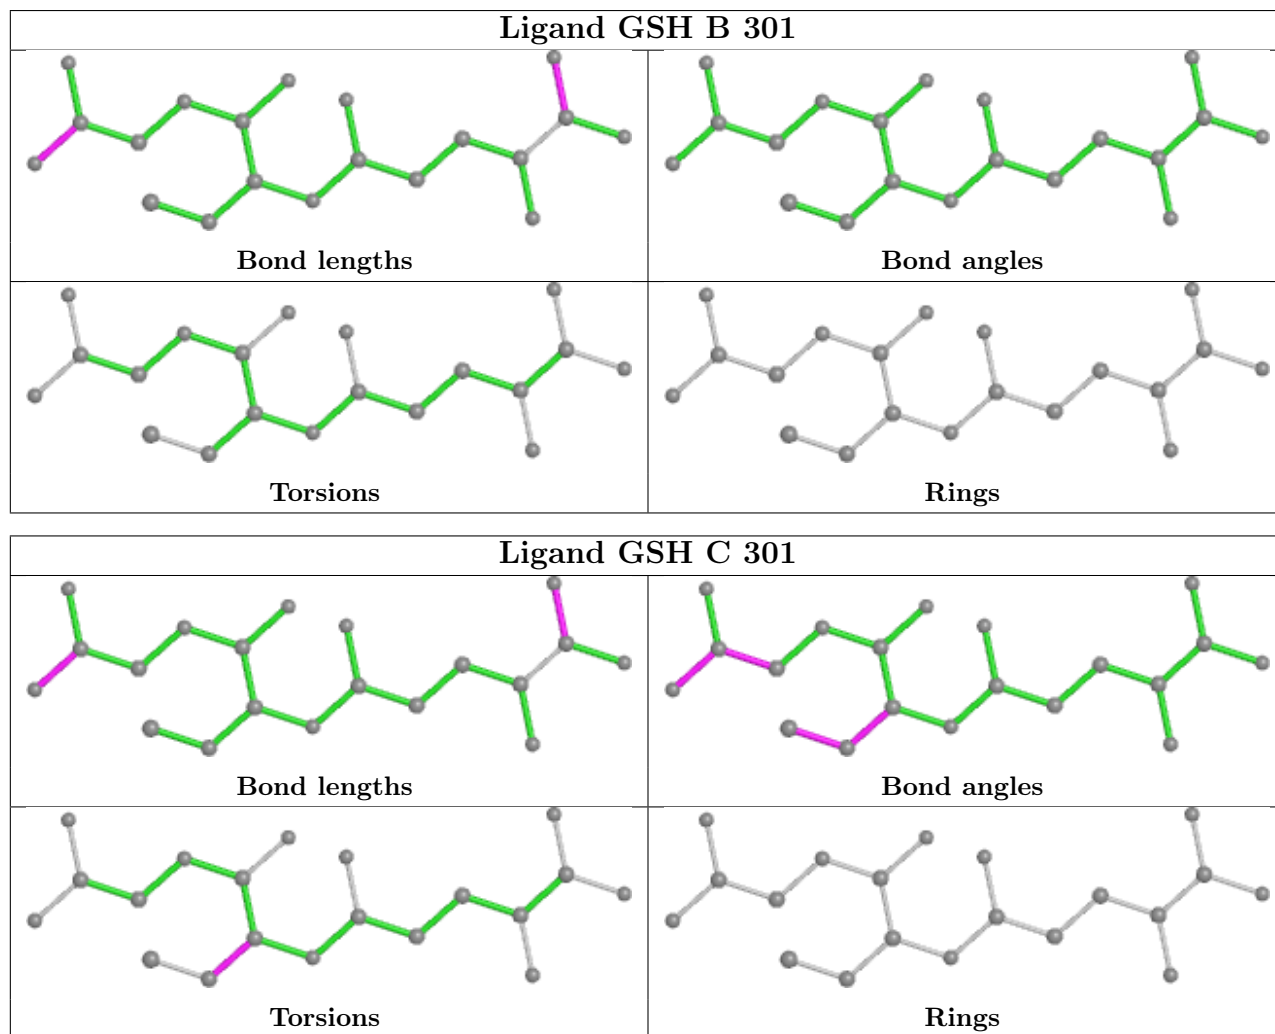 Ligand GSH B 301
Bond lengths
Bond angles
Torsions
Rings
Ligand GSH C 301
Bond lengths
Bond angles
Torsions
Rings